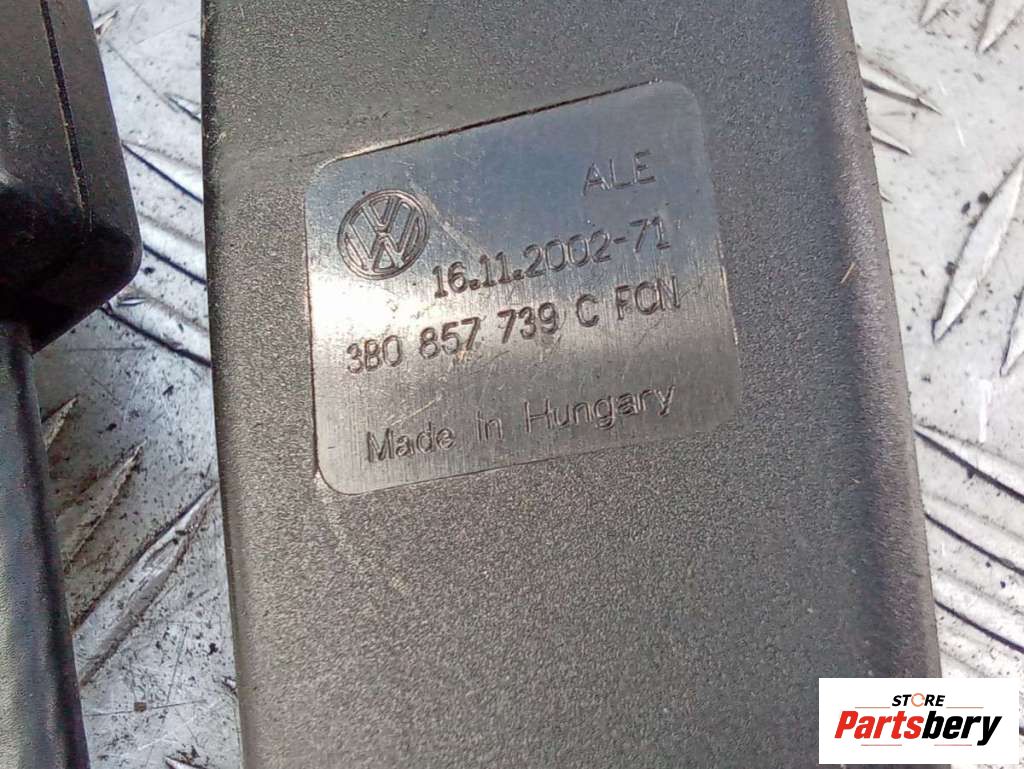 ALE
16.11.2002-71
3B0 857 739 C FCN
Made in Hungary
STORE
Partsbery